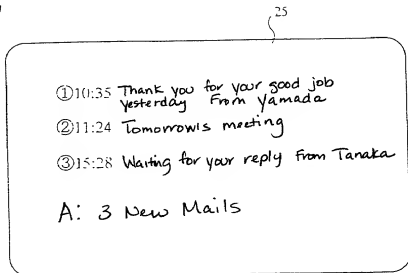 25
①10:35 Thank you for your good job
yesterday From Yamada
②11:24 Tomorrow's meeting
③15:28 Waiting for your reply From Tanaka
A: 3 New Mails